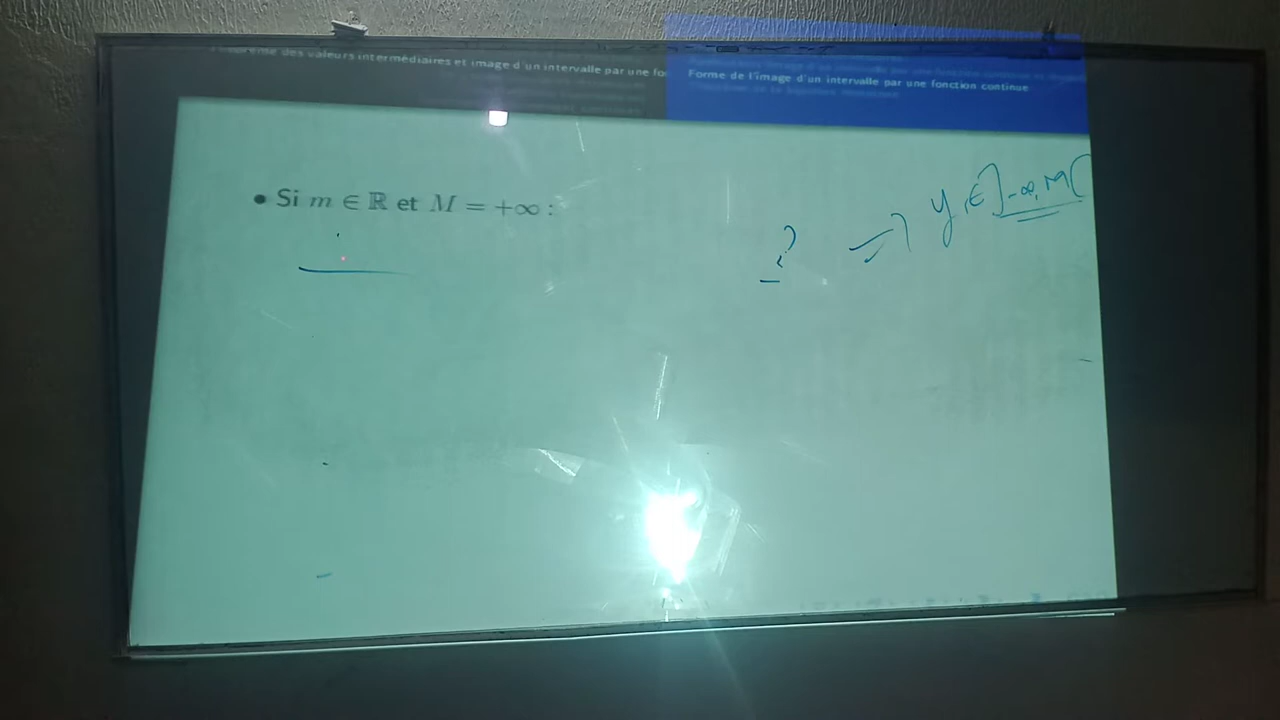 des valeurs intermédiaires et image d'un intervalle par une fo
Forme de l'image d'un intervalle par une fonction continue
• Si m ∈ ℝ et M = +∞ :
? ⇒ y ∈ ]-∞, M[